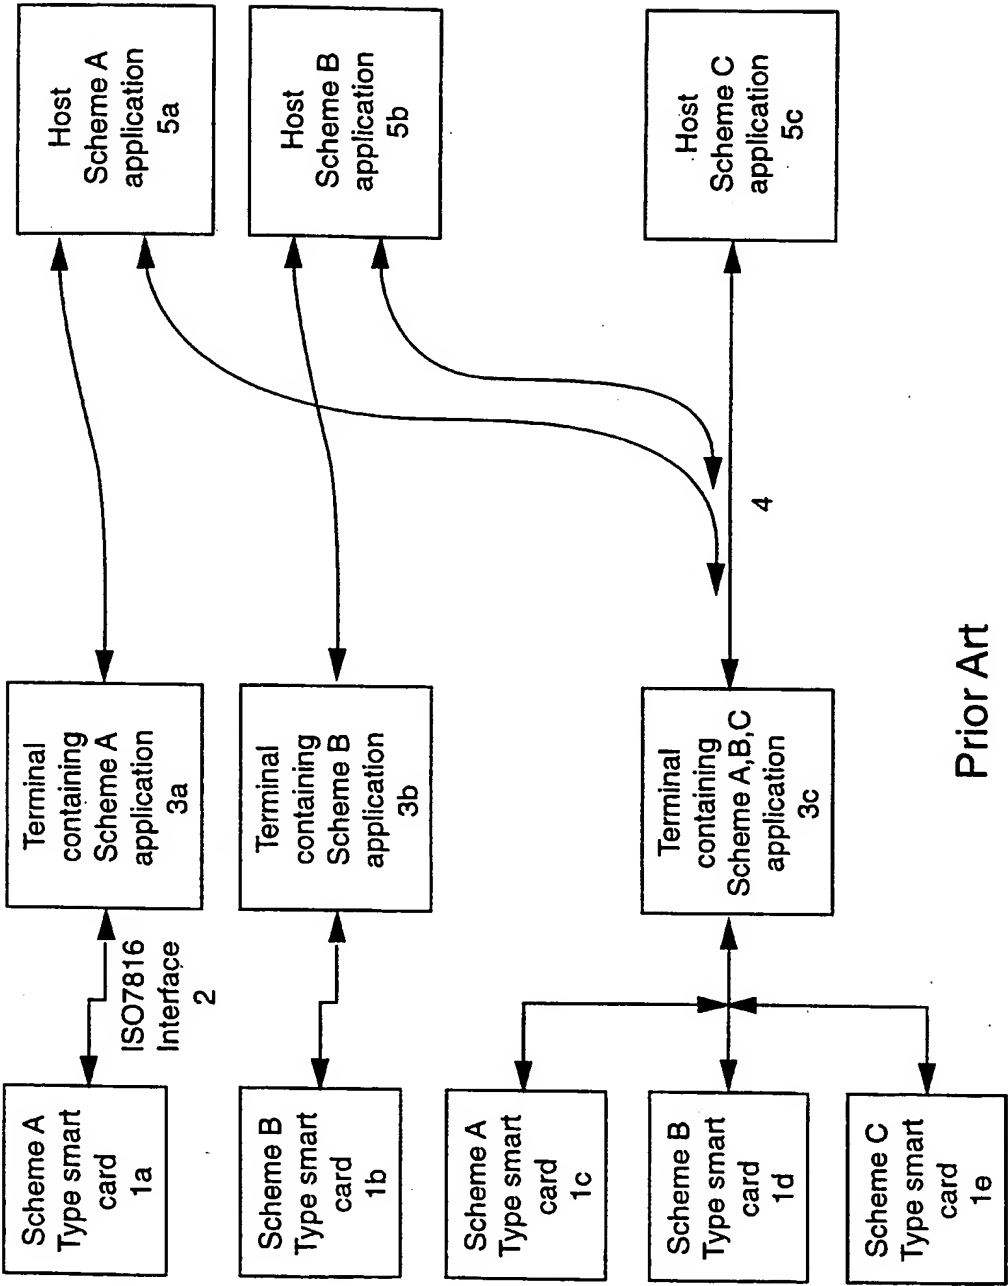 Scheme A
Type smart
card
1a
ISO7816
Interface
2
Terminal
containing
Scheme A
application
3a
Host
Scheme A
application
5a
Scheme B
Type smart
card
1b
Terminal
containing
Scheme B
application
3b
Host
Scheme B
application
5b
Scheme A
Type smart
card
1c
Scheme B
Type smart
card
1d
Scheme C
Type smart
card
1e
Terminal
containing
Scheme A,B,C
application
3c
4
Host
Scheme C
application
5c
Prior Art